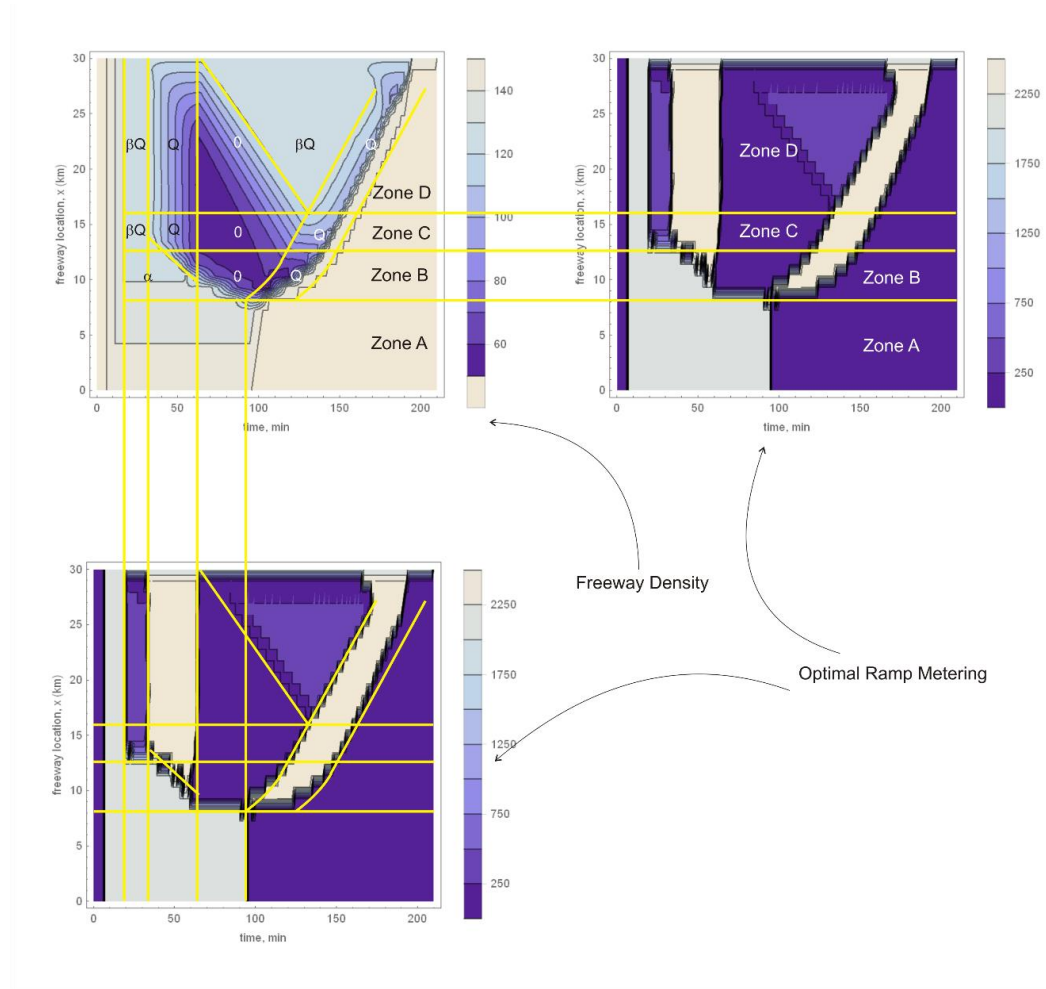 30
25
20
15
10
5
0
freeway location, x (km)
βQ
Q
0
βQ
Q
Zone D
βQ
Q
0
Q
Zone C
α
0
Q
Zone B
Zone A
0
50
100
150
200
time, min
140
120
100
80
60
30
25
20
15
10
5
0
freeway location, x (km)
Zone D
Zone C
Zone B
Zone A
0
50
100
150
200
time, min
2250
1750
1250
750
250
Freeway Density
Optimal Ramp Metering
30
25
20
15
10
5
0
freeway location, x (km)
0
50
100
150
200
time, min
2250
1750
1250
750
250